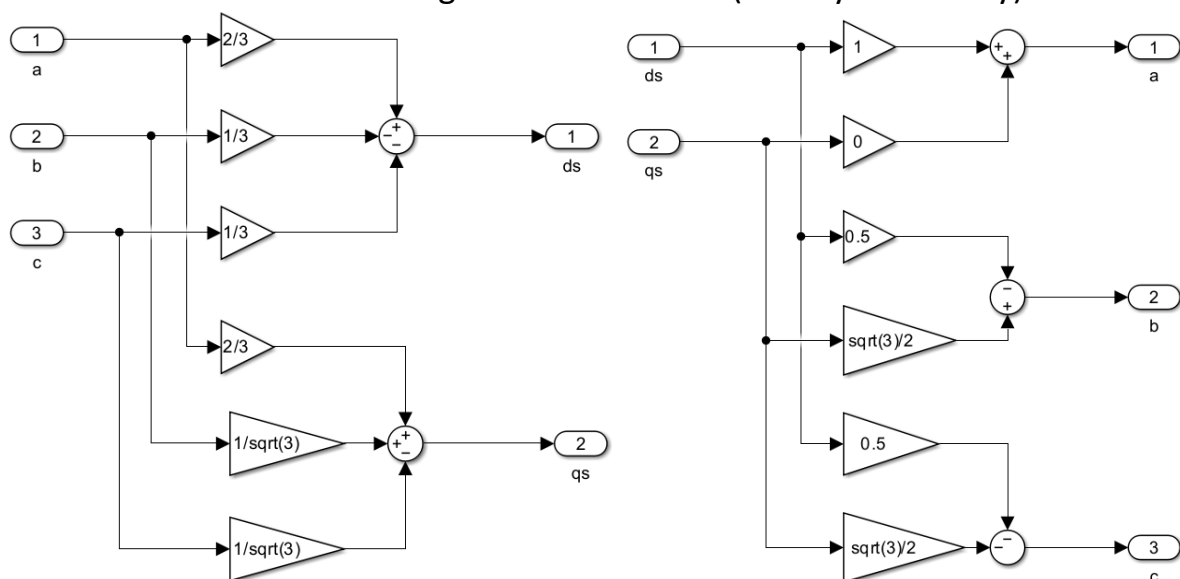 1
a
2/3
2
b
1/3
3
c
1/3
+
−
−
1
ds
2/3
1/sqrt(3)
1/sqrt(3)
+
+
−
2
qs
1
ds
1
+
+
1
a
2
qs
0
0.5
−
+
2
b
sqrt(3)/2
0.5
sqrt(3)/2
−
−
3
c